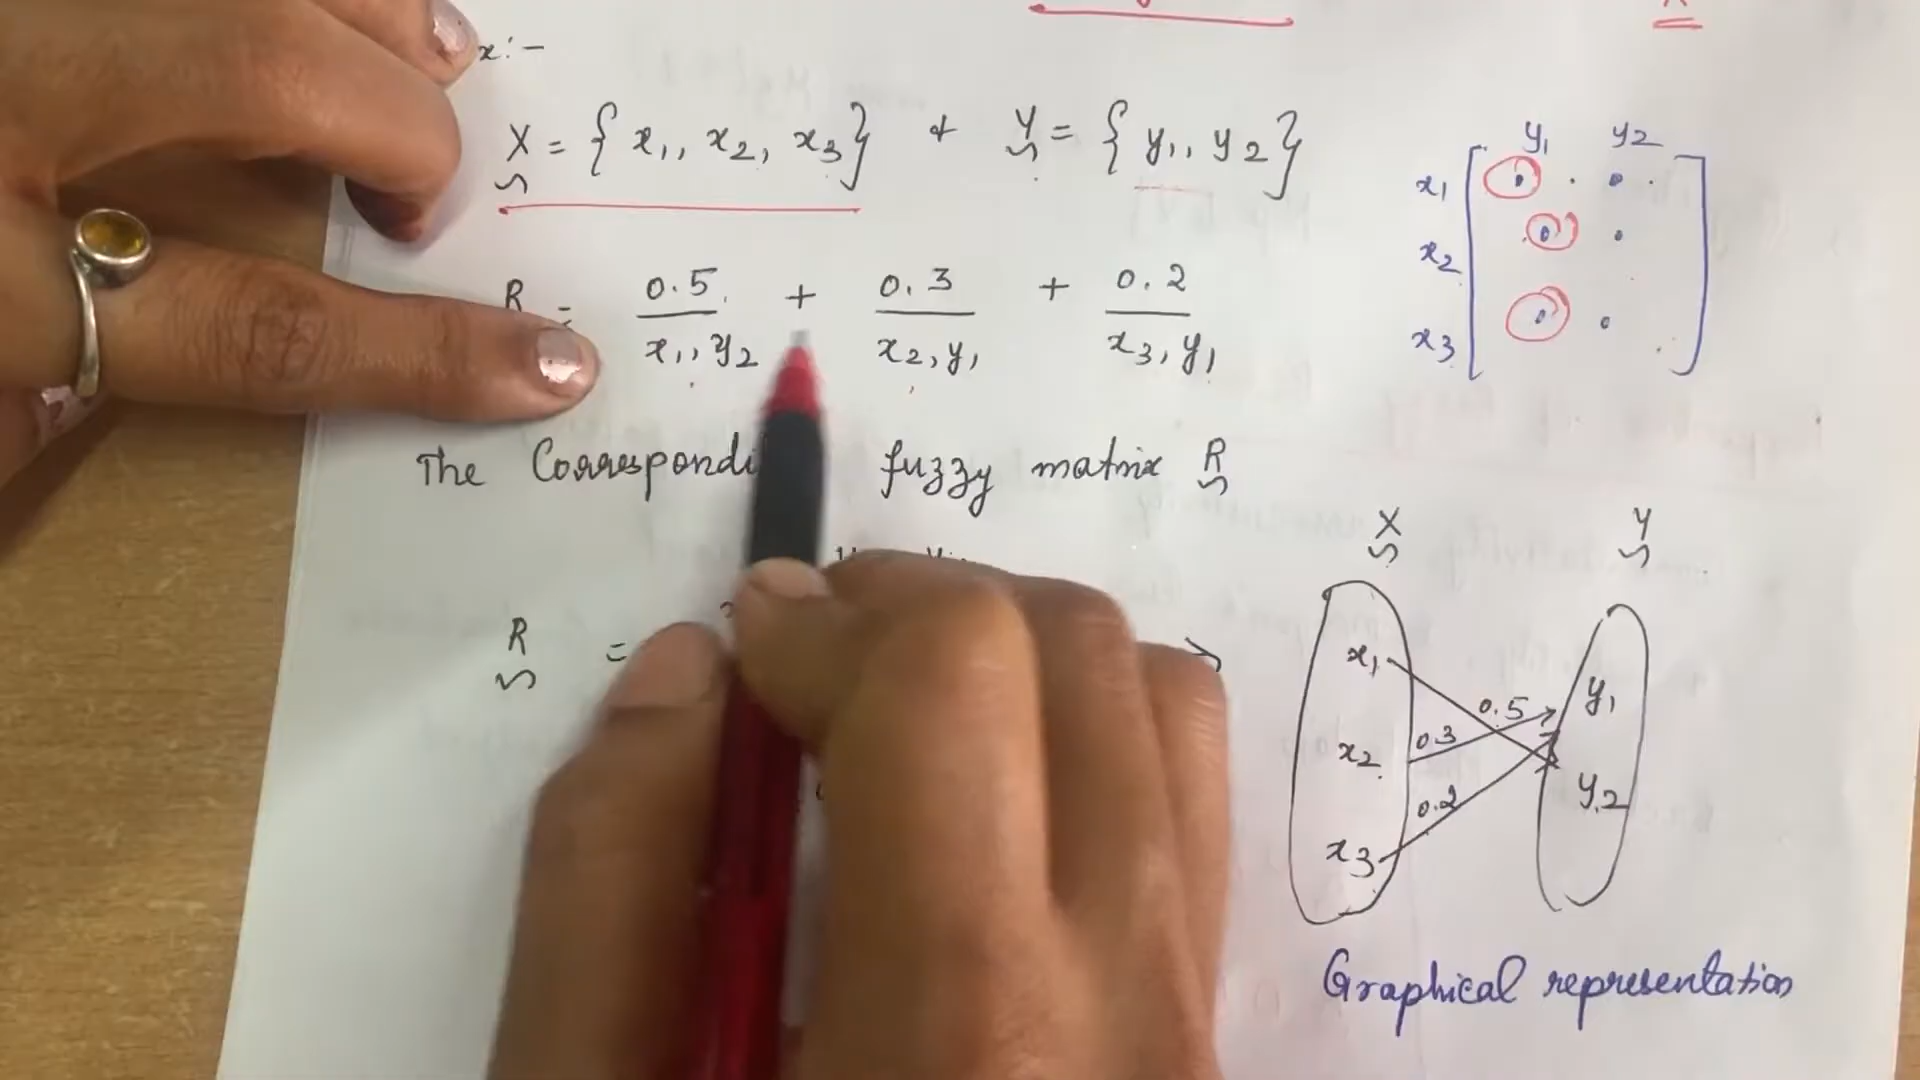 x:-
X = { x1, x2, x3} & Y = { y1, y2 }
R = 0.5/x1, y2 + 0.3/x2, y1 + 0.2/x3, y1
The fuzzy matrix R
R =
y1 y2
x1
x2
x3
X Y
x1
x2
x3
0.5
0.3
0.2
y1
y2
Graphical representation